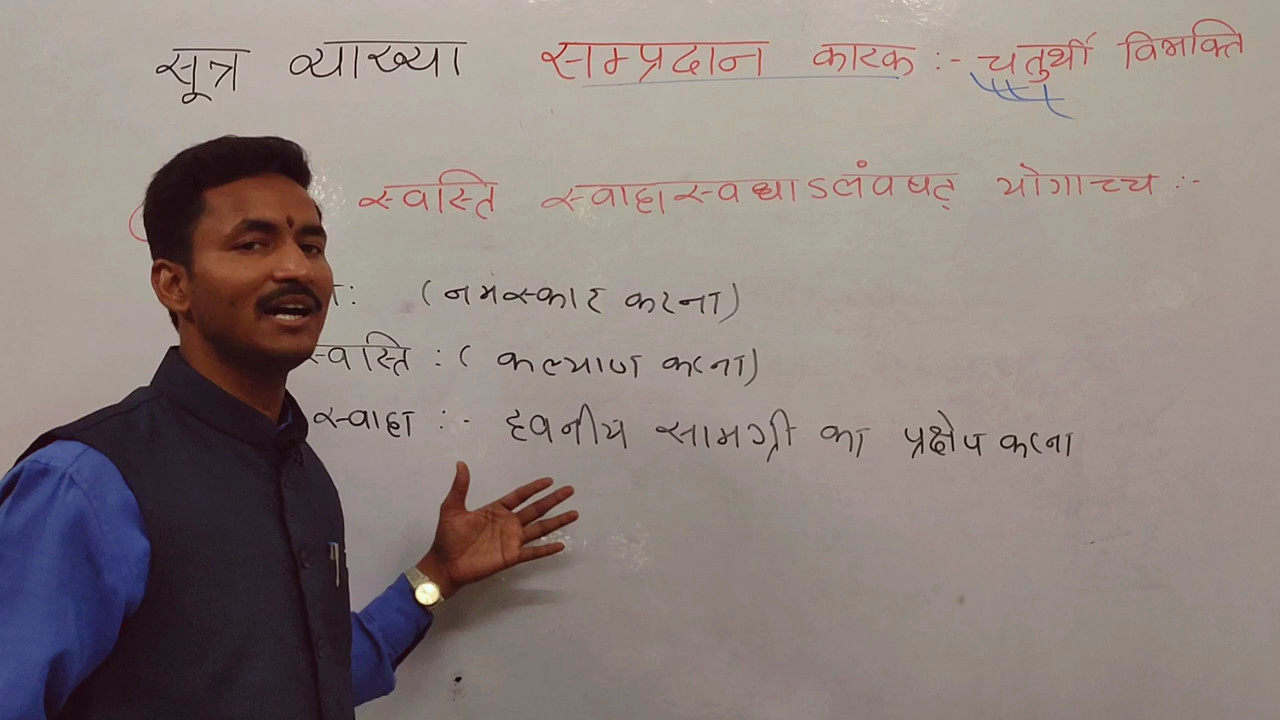 सूत्र व्याख्या सम्प्रदान कारक :- चतुर्थी विभक्ति
स्वस्ति स्वाहास्वधाऽलंवषट् योगाच्च :-
: (नमस्कार करना)
स्वस्ति : ( कल्याण करना)
स्वाहा :- हवनीय सामग्री का प्रक्षेप करना